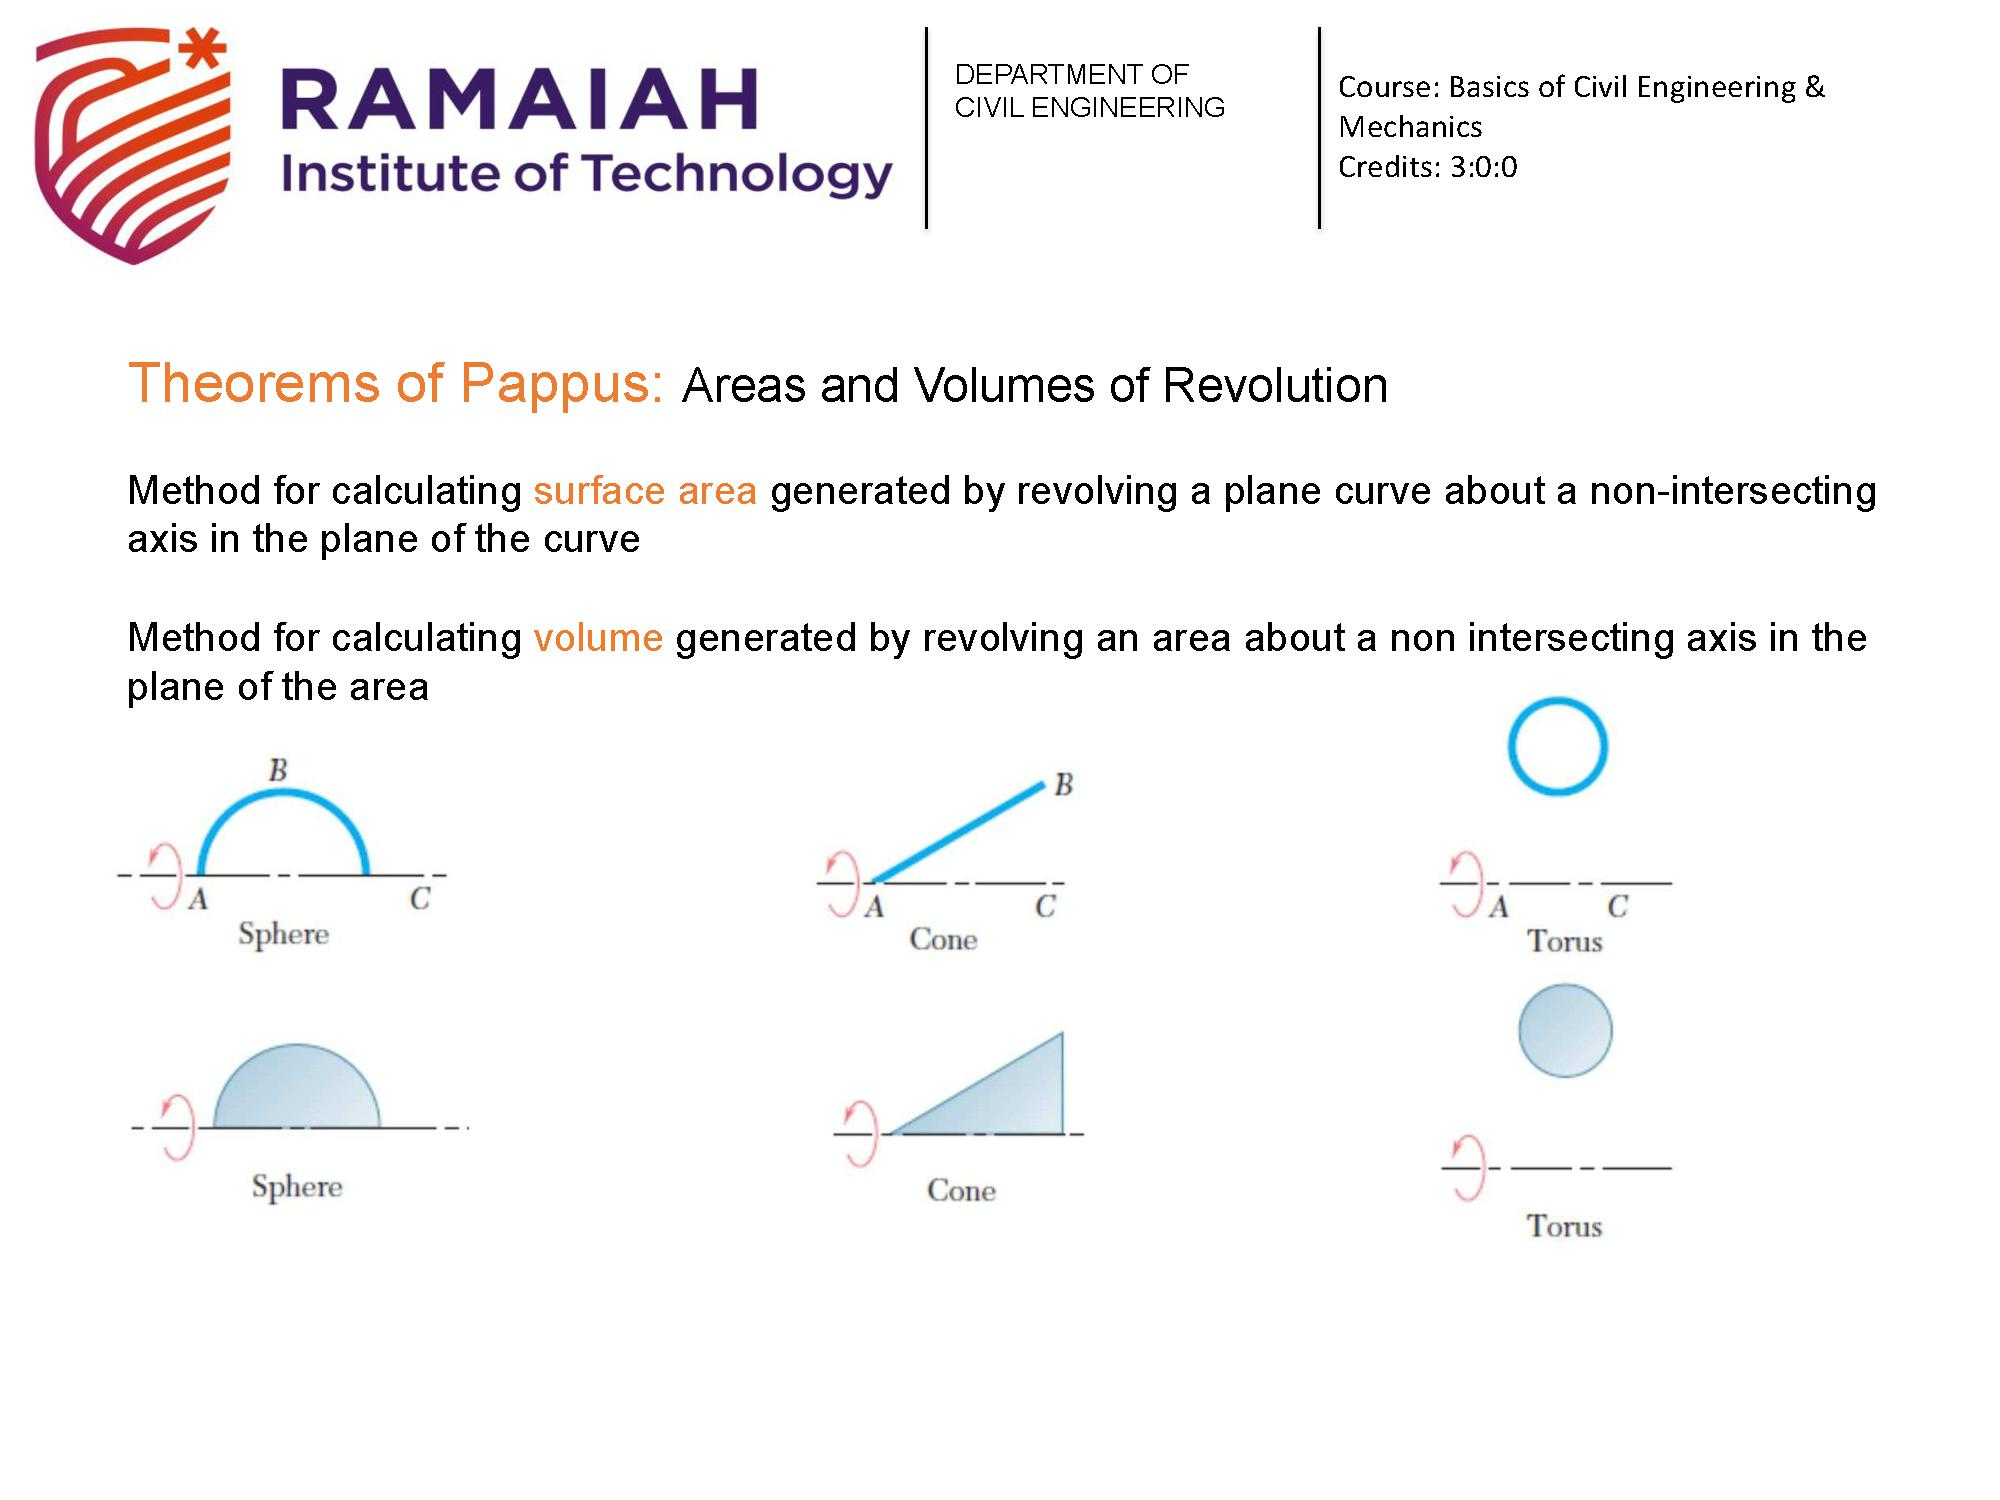 RAMAIAH
Institute of Technology
DEPARTMENT OF
CIVIL ENGINEERING
Course: Basics of Civil Engineering &
Mechanics
Credits: 3:0:0
Theorems of Pappus: Areas and Volumes of Revolution
Method for calculating surface area generated by revolving a plane curve about a non-intersecting
axis in the plane of the curve
Method for calculating volume generated by revolving an area about a non intersecting axis in the
plane of the area
B
A C
Sphere
B
A C
Cone
A C
Torus
Sphere
Cone
Torus